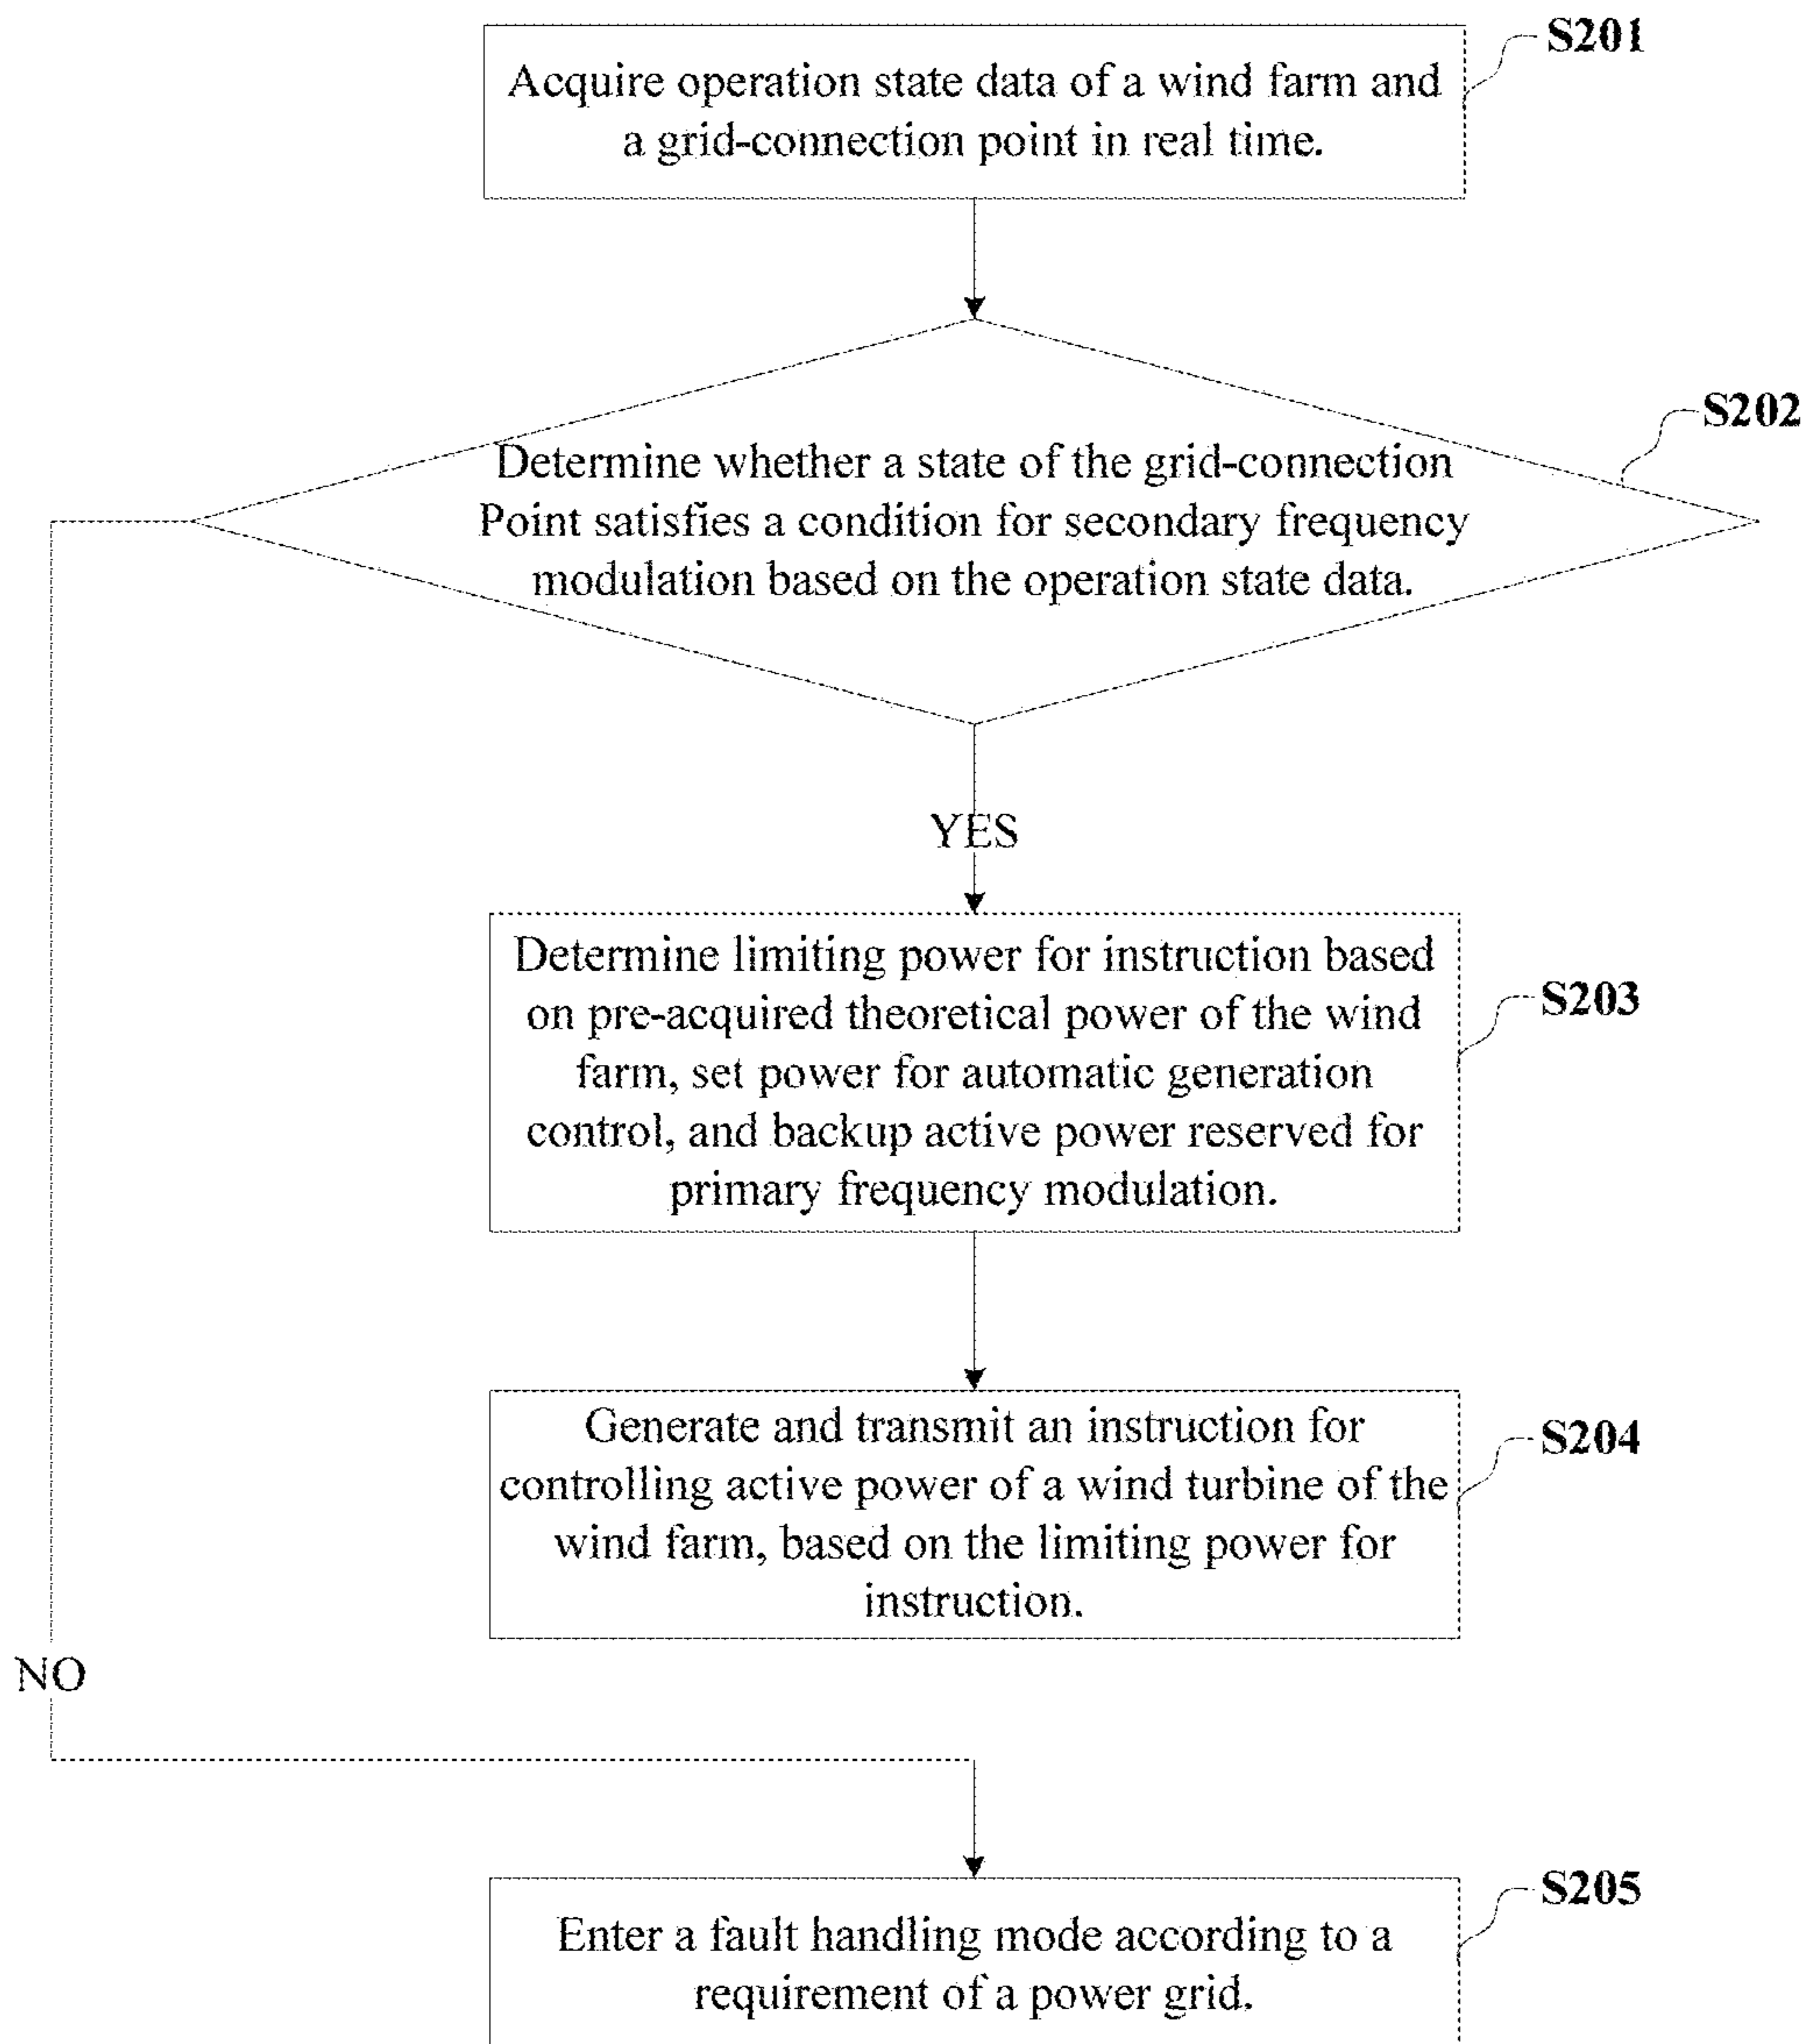 S201
Acquire operation state data of a wind farm and
a grid-connection point in real time.
S202
Determine whether a state of the grid-connection
Point satisfies a condition for secondary frequency
modulation based on the operation state data.
YES
Determine limiting power for instruction based
on pre-acquired theoretical power of the wind
farm, set power for automatic generation
control, and backup active power reserved for
primary frequency modulation.
S203
Generate and transmit an instruction for
controlling active power of a wind turbine of the
wind farm, based on the limiting power for
instruction.
S204
NO
S205
Enter a fault handling mode according to a
requirement of a power grid.